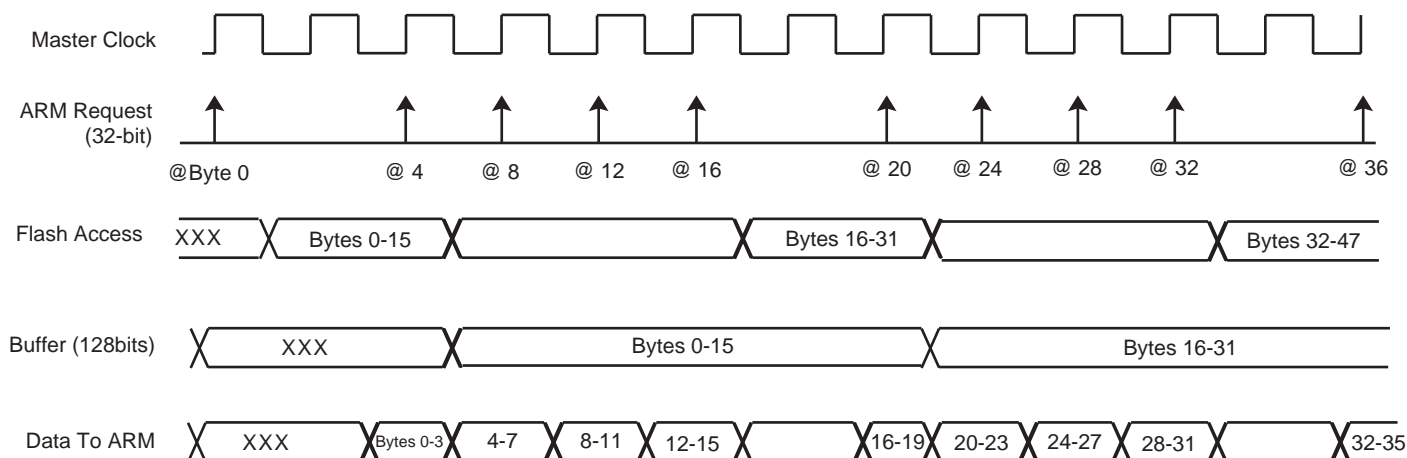 Master Clock
ARM Request
(32-bit)
@Byte 0 @ 4 @ 8 @ 12 @ 16 @ 20 @ 24 @ 28 @ 32 @ 36
Flash Access XXX Bytes 0-15 Bytes 16-31 Bytes 32-47
Buffer (128bits) XXX Bytes 0-15 Bytes 16-31
Data To ARM XXX Bytes 0-3 4-7 8-11 12-15 16-19 20-23 24-27 28-31 32-35